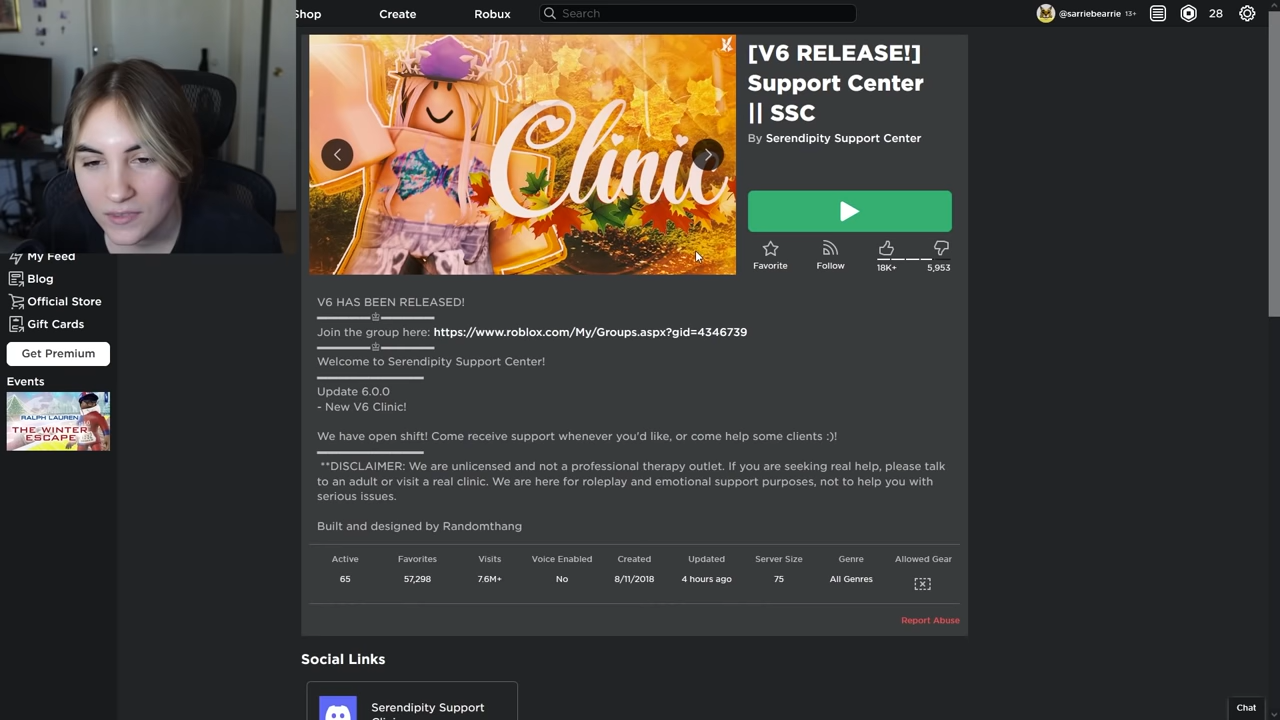 Shop Create Robux Search @sarriebearrie 13+ 28
[V6 RELEASE!]
Support Center
|| SSC
By Serendipity Support Center
Clinic
Favorite Follow 18K+ 5,953
My Feed
Blog
Official Store
Gift Cards
Get Premium
Events
RALPH LAUREN
THE WINTER
ESCAPE
V6 HAS BEEN RELEASED!
Join the group here: https://www.roblox.com/My/Groups.aspx?gid=4346739
Welcome to Serendipity Support Center!
Update 6.0.0
- New V6 Clinic!
We have open shift! Come receive support whenever you'd like, or come help some clients :)!
**DISCLAIMER: We are unlicensed and not a professional therapy outlet. If you are seeking real help, please talk
to an adult or visit a real clinic. We are here for roleplay and emotional support purposes, not to help you with
serious issues.
Built and designed by Randomthang
Active Favorites Visits Voice Enabled Created Updated Server Size Genre Allowed Gear
65 57,298 7.6M+ No 8/11/2018 4 hours ago 75 All Genres
Report Abuse
Social Links
Serendipity Support
Chat